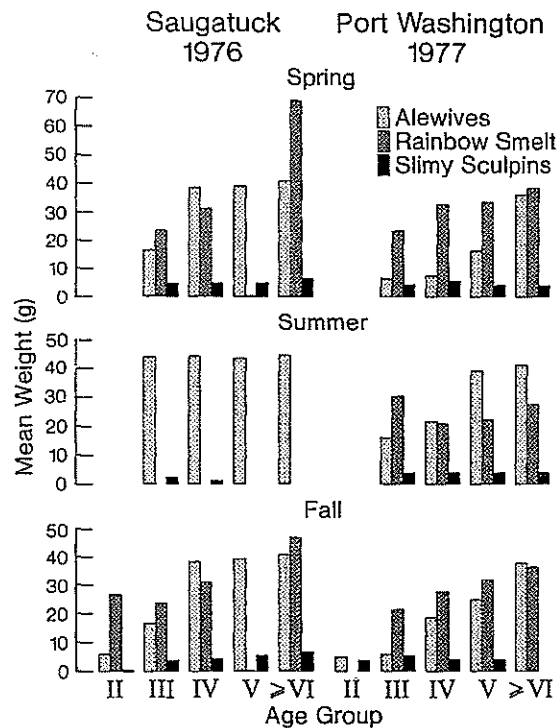 Saugatuck Port Washington
1976 1977
Spring
Alewives
Rainbow Smelt
Slimy Sculpins
70
60
50
40
30
20
10
0
Summer
40
30
20
10
0
Mean Weight (g)
Fall
50
40
30
20
10
0
II III IV V ⩾VI II III IV V ⩾VI
Age Group